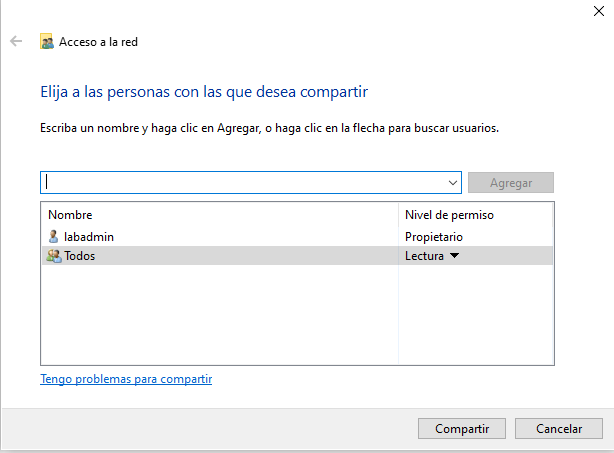 Acceso a la red
Elija a las personas con las que desea compartir
Escriba un nombre y haga clic en Agregar, o haga clic en la flecha para buscar usuarios.
Agregar
Nombre Nivel de permiso
labadmin Propietario
Todos Lectura
Tengo problemas para compartir
Compartir Cancelar